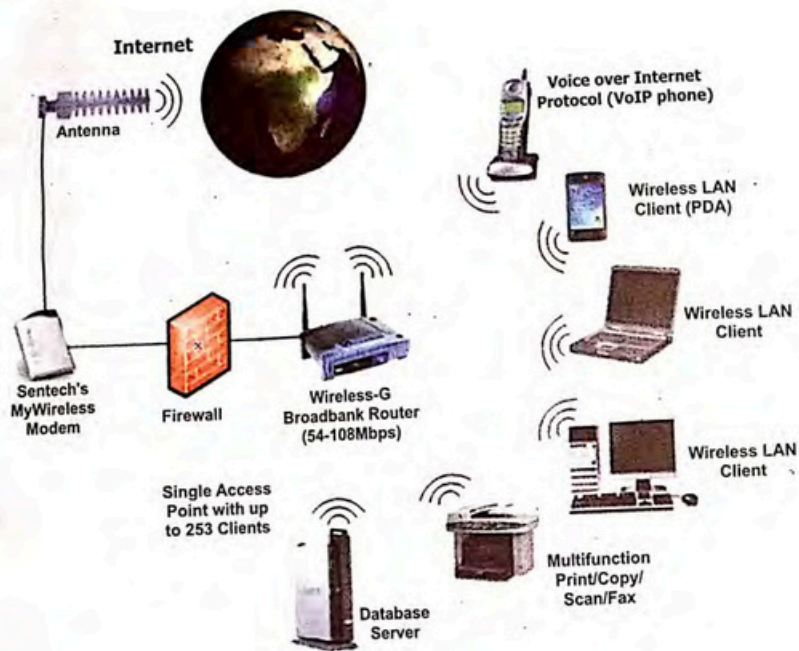 Internet
Antenna
Voice over Internet
Protocol (VoIP phone)
Wireless LAN
Client (PDA)
Wireless LAN
Client
Sentech's
MyWireless
Modem
Firewall
Wireless-G
Broadbank Router
(54-108Mbps)
Wireless LAN
Client
Single Access
Point with up
to 253 Clients
Multifunction
Print/Copy/
Scan/Fax
Database
Server